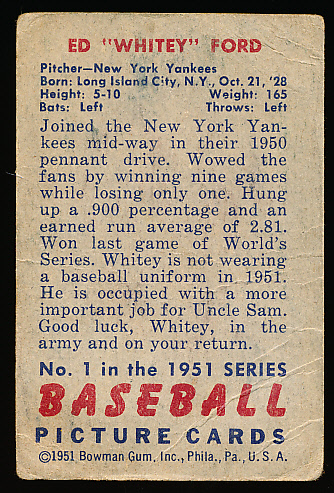 ED "WHITEY" FORD
Pitcher—New York Yankees
Born: Long Island City, N.Y., Oct. 21, '28
Height: 5-10 Weight: 165
Bats: Left Throws: Left
Joined the New York Yan-
kees mid-way in their 1950
pennant drive. Wowed the
fans by winning nine games
while losing only one. Hung
up a .900 percentage and an
earned run average of 2.81.
Won last game of World's
Series. Whitey is not wearing
a baseball uniform in 1951.
He is occupied with a more
important job for Uncle Sam.
Good luck, Whitey, in the
army and on your return.
No. 1 in the 1951 SERIES
BASEBALL
PICTURE CARDS
©1951 Bowman Gum, Inc., Phila., Pa., U. S. A.